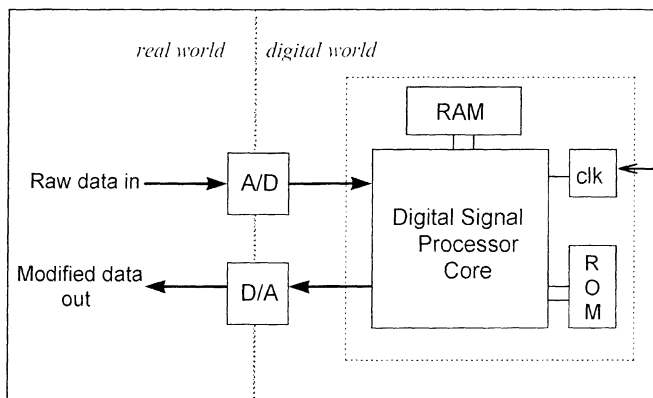 real world
digital world
RAM
Raw data in
A/D
clk
Digital Signal
Processor
Core
Modified data
out
D/A
R
O
M